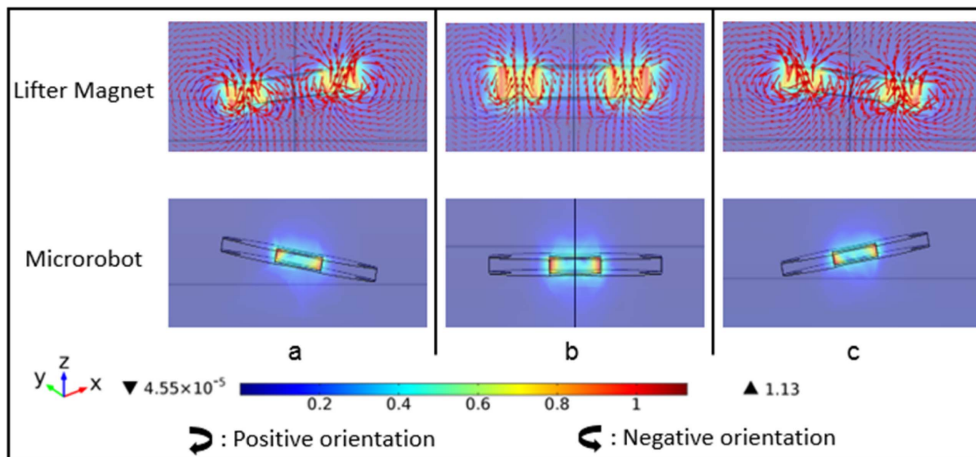 Lifter Magnet
Microrobot
a b c
y z x
▼ 4.55×10⁻⁵ 0.2 0.4 0.6 0.8 1 ▲ 1.13
: Positive orientation : Negative orientation